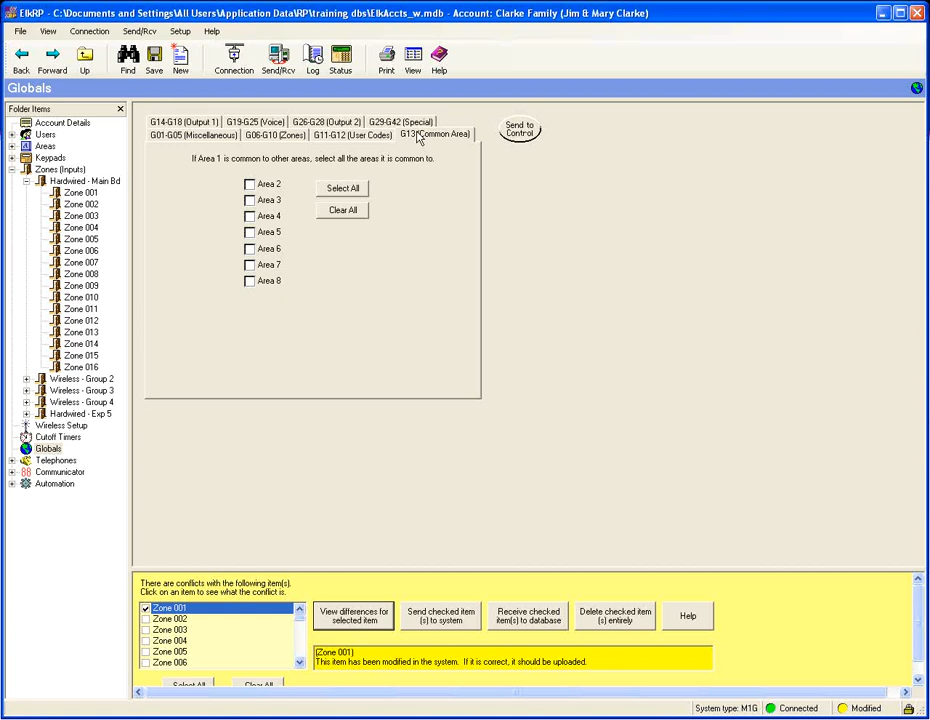 ElkRP - C:\Documents and Settings\All Users\Application Data\RP\training dbs\ElkAccts_w.mdb - Account: Clarke Family (Jim & Mary Clarke)
File View Connection Send/Rcv Setup Help
Back Forward Up Find Save New Connection Send/Rcv Log Status Print View Help
Globals
Folder Items
Account Details
Users
Areas
Keypads
Zones (Inputs)
Hardwired - Main Bd
Zone 001
Zone 002
Zone 003
Zone 004
Zone 005
Zone 006
Zone 007
Zone 008
Zone 009
Zone 010
Zone 011
Zone 012
Zone 013
Zone 014
Zone 015
Zone 016
Wireless - Group 2
Wireless - Group 3
Wireless - Group 4
Hardwired - Exp 5
Wireless Setup
Cutoff Timers
Globals
Telephones
Communicator
Automation
G14-G18 (Output 1) G19-G25 (Voice) G26-G28 (Output 2) G29-G42 (Special)
G01-G05 (Miscellaneous) G06-G10 (Zones) G11-G12 (User Codes) G13 (Common Area)
If Area 1 is common to other areas, select all the areas it is common to.
Area 2
Area 3
Area 4
Area 5
Area 6
Area 7
Area 8
Select All
Clear All
Send to
Control
There are conflicts with the following item(s).
Click on an item to see what the conflict is.
Zone 001
Zone 002
Zone 003
Zone 004
Zone 005
Zone 006
Select All Clear All
View differences for
selected item
Send checked item
(s) to system
Receive checked
item(s) to database
Delete checked item
(s) entirely
Help
(Zone 001)
This item has been modified in the system. If it is correct, it should be uploaded.
System type: M1G Connected Modified